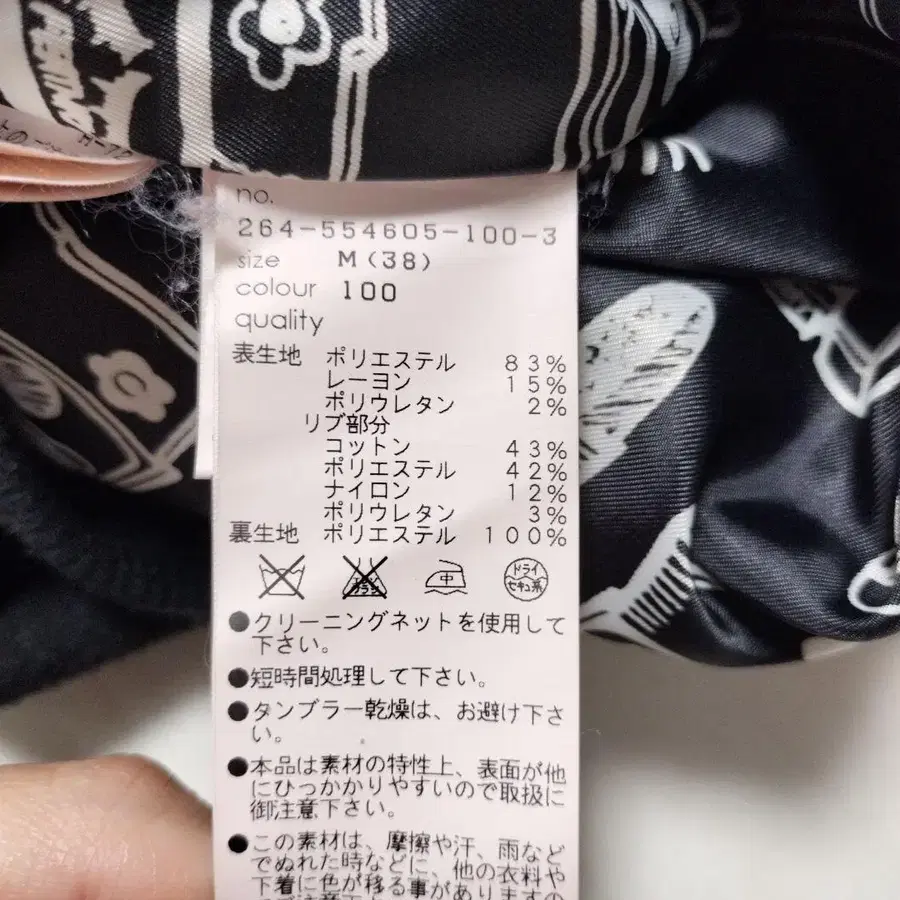 no.
264-554605-100-3
size M(38)
colour 100
quality
表生地 ポリエステル 83%
レーヨン 15%
ポリウレタン 2%
リブ部分
コットン 43%
ポリエステル 42%
ナイロン 12%
ポリウレタン 3%
裏生地 ポリエステル 100%
中 ドライ
セキユ系
●クリーニングネットを使用して
下さい。
●短時間処理して下さい。
●タンブラー乾燥は、お避け下さ
い。
●本品は素材の特性上、表面が他
にひっかかりやすいので取扱に
御注意下さい。
●この素材は、摩擦や汗、雨など
でぬれた時などに、他の衣料や
下着に色が移る事がありますの